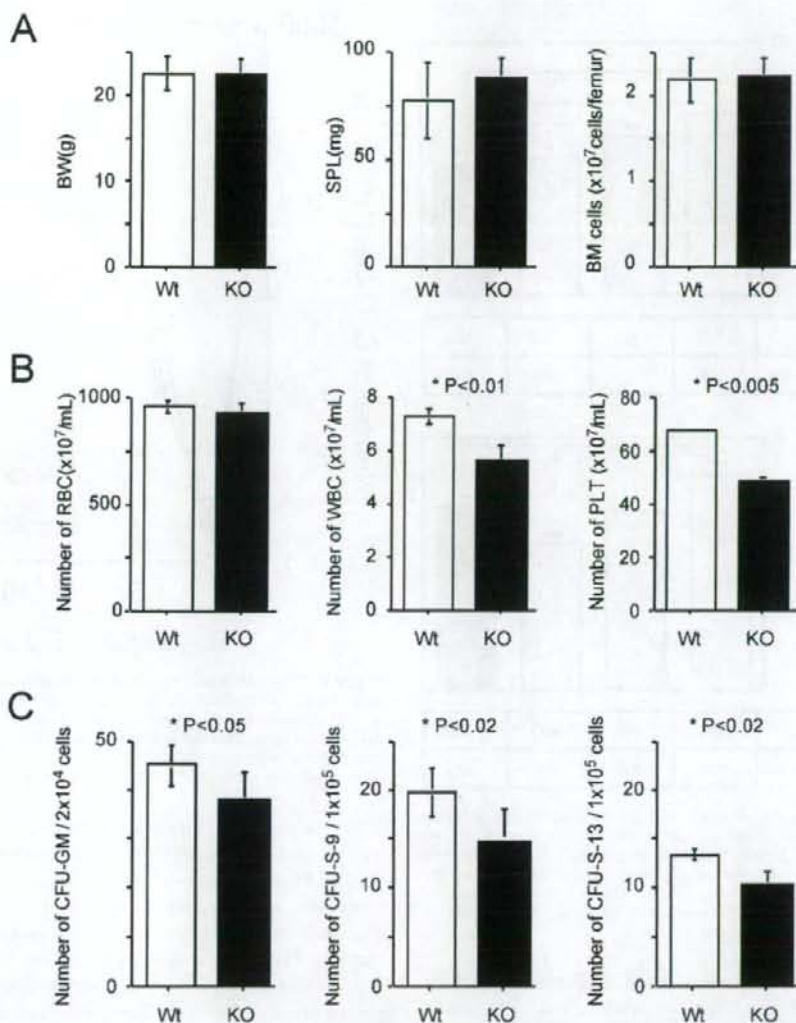 A
BW(g)
20
10
0
Wt KO
SPL(mg)
100
50
0
Wt KO
BM cells (x10⁷cells/femur)
2
1
0
Wt KO
B
Number of RBC(x10⁷/mL)
1000
500
0
Wt KO
* P<0.01
Number of WBC (x10⁷/mL)
8
6
4
2
0
Wt KO
* P<0.005
Number of PLT (x10⁷/mL)
80
60
40
20
0
Wt KO
C
* P<0.05
Number of CFU-GM / 2x10⁴ cells
50
0
Wt KO
* P<0.02
Number of CFU-S-9 / 1x10⁵ cells
20
10
0
Wt KO
* P<0.02
Number of CFU-S-13 / 1x10⁵ cells
20
10
0
Wt KO